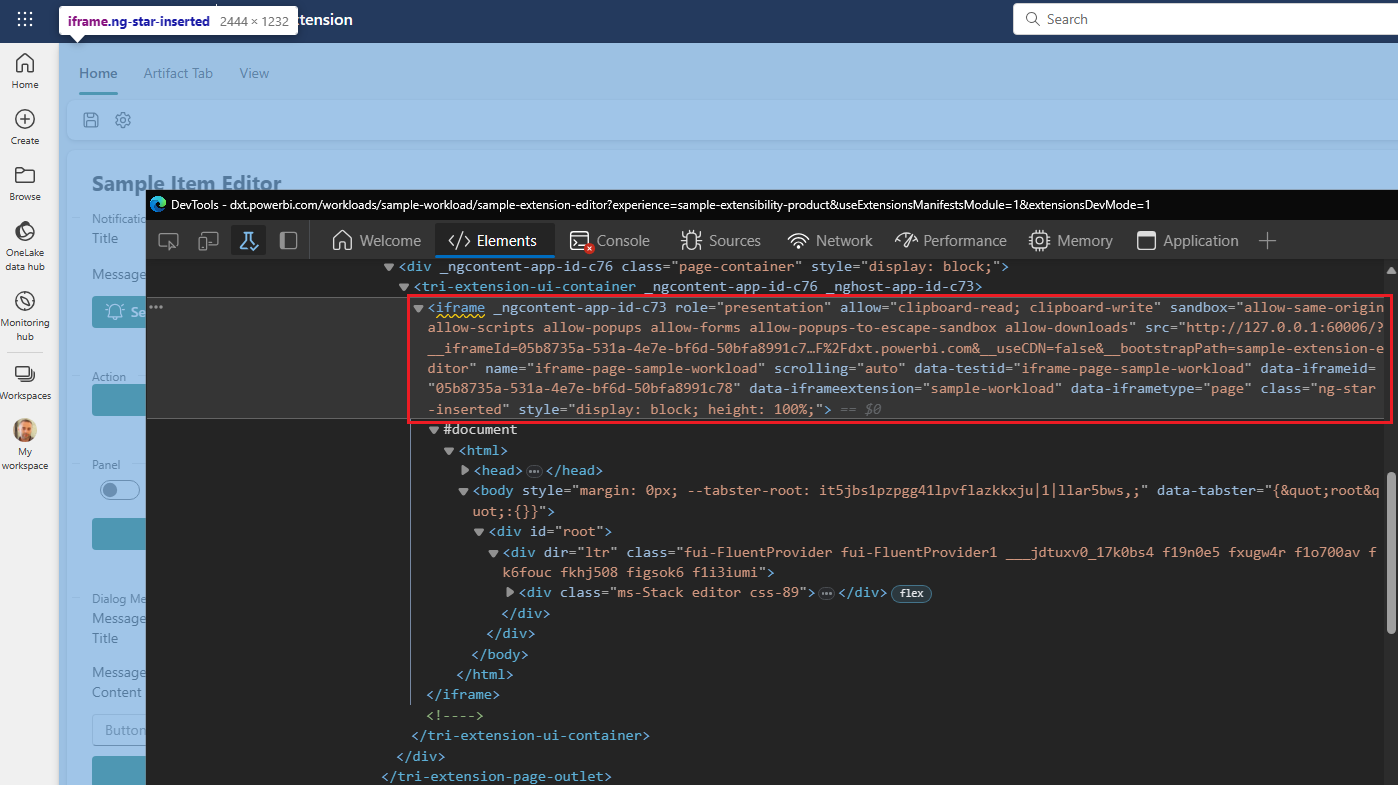 iframe.ng-star-inserted 2444 × 1232
xtension
Search
Home
Create
Browse
OneLake
data hub
Monitoring
hub
Workspaces
My
workspace
Home Artifact Tab View
Sample Item Editor
Notification
Title
Message
Se
Action
Panel
Dialog Me
Message
Title
Message
Content
Button
DevTools - dxt.powerbi.com/workloads/sample-workload/sample-extension-editor?experience=sample-extensibility-product&useExtensionsManifestsModule=1&extensionsDevMode=1
Welcome </> Elements Console Sources Network Performance Memory Application
<div _ngcontent-app-id-c76 class="page-container" style="display: block;">
<tri-extension-ui-container _ngcontent-app-id-c76 _nghost-app-id-c73>
<iframe _ngcontent-app-id-c73 role="presentation" allow="clipboard-read; clipboard-write" sandbox="allow-same-origin
allow-scripts allow-popups allow-forms allow-popups-to-escape-sandbox allow-downloads" src="http://127.0.0.1:60006/?
__iframeId=05b8735a-531a-4e7e-bf6d-50bfa8991c7…F%2Fdxt.powerbi.com&__useCDN=false&__bootstrapPath=sample-extension-e
ditor" name="iframe-page-sample-workload" scrolling="auto" data-testid="iframe-page-sample-workload" data-iframeid=
"05b8735a-531a-4e7e-bf6d-50bfa8991c78" data-iframeextension="sample-workload" data-iframetype="page" class="ng-star
-inserted" style="display: block; height: 100%;"> == $0
#document
<html>
<head> … </head>
<body style="margin: 0px; --tabster-root: it5jbs1pzpgg41lpvflazkkxju|1|llar5bws,;" data-tabster="{&quot;root&q
uot;:{}}">
<div id="root">
<div dir="ltr" class="fui-FluentProvider fui-FluentProvider1 ___jdtuxv0_17k0bs4 f19n0e5 fxugw4r f1o700av f
k6fouc fkhj508 figsok6 f1i3iumi">
<div class="ms-Stack editor css-89"> … </div> flex
</div>
</div>
</body>
</html>
</iframe>
<!---->
</tri-extension-ui-container>
</div>
</tri-extension-page-outlet>